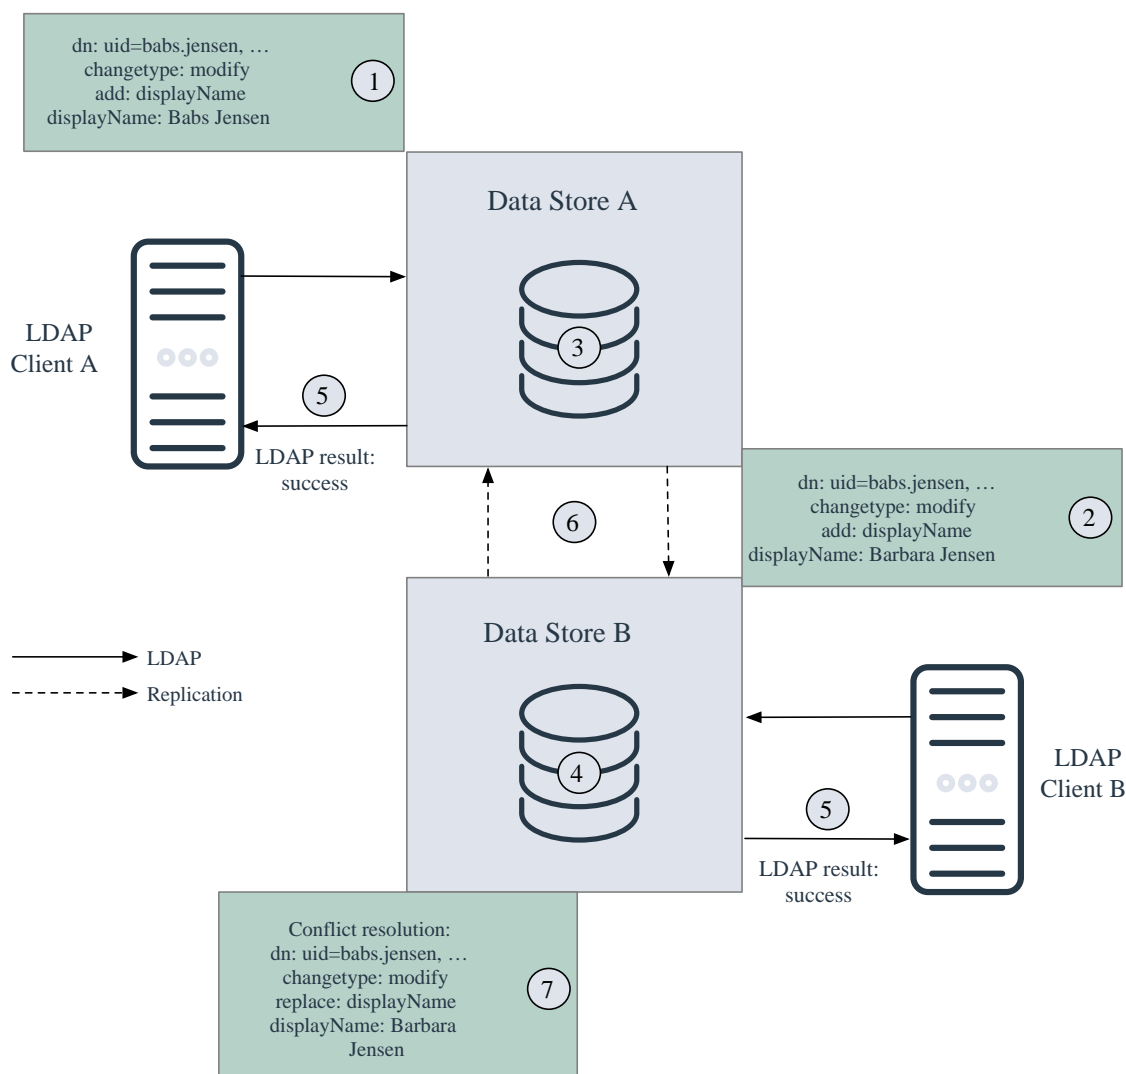 dn: uid=babs.jensen, …
changetype: modify
add: displayName
displayName: Babs Jensen
1
Data Store A
3
LDAP
Client A
5
LDAP result:
success
6
dn: uid=babs.jensen, …
changetype: modify
add: displayName
displayName: Barbara Jensen
2
Data Store B
4
LDAP
Replication
LDAP
Client B
5
LDAP result:
success
Conflict resolution:
dn: uid=babs.jensen, …
changetype: modify
replace: displayName
displayName: Barbara
Jensen
7